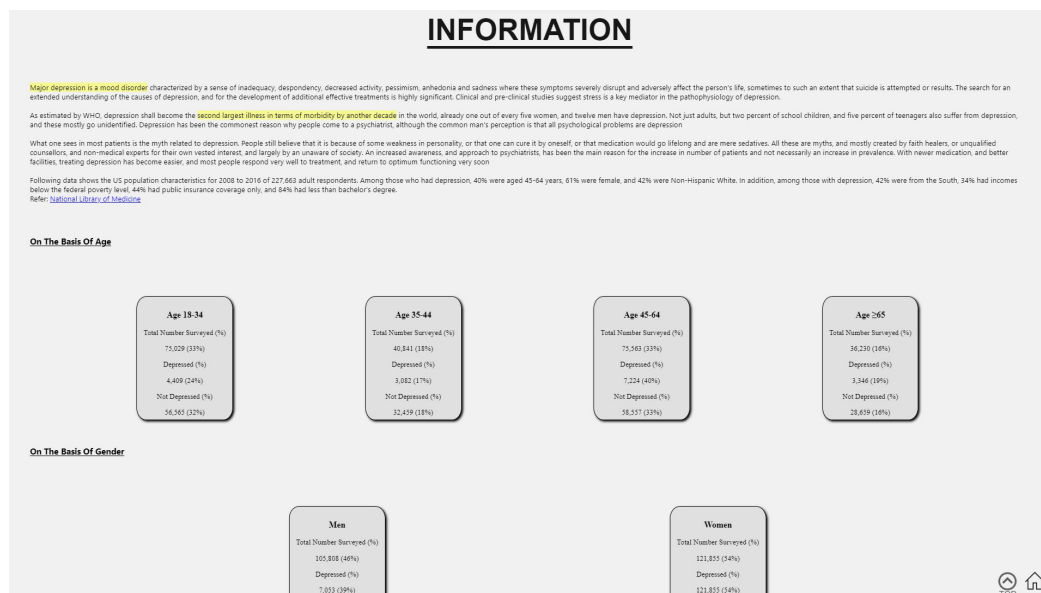 INFORMATION
Major depression is a mood disorder characterized by a sense of inadequacy, despondency, decreased activity, pessimism, anhedonia and sadness where these symptoms severely disrupt and adversely affect the person's life, sometimes to such an extent that suicide is attempted or results. The search for an
extended understanding of the causes of depression, and for the development of additional effective treatments is highly significant. Clinical and pre-clinical studies suggest stress is a key mediator in the pathophysiology of depression.
As estimated by WHO, depression shall become the second largest illness in terms of morbidity by another decade in the world, already one out of every five women, and twelve men have depression. Not just adults, but two percent of school children, and five percent of teenagers also suffer from depression,
and these mostly go unidentified. Depression has been the commonest reason why people come to a psychiatrist, although the common man's perception is that all psychological problems are depression
What one sees in most patients is the myth related to depression. People still believe that it is because of some weakness in personality, or that one can cure it by oneself, or that medication would go lifelong and are mere sedatives. All these are myths, and mostly created by faith healers, or unqualified
counsellors, and non-medical experts for their own vested interest, and largely by an unaware of society. An increased awareness, and approach to psychiatrists, has been the main reason for the increase in number of patients and not necessarily an increase in prevalence. With newer medication, and better
facilities, treating depression has become easier, and most people respond very well to treatment, and return to optimum functioning very soon
Following data shows the US population characteristics for 2008 to 2016 of 227,663 adult respondents. Among those who had depression, 40% were aged 45-64 years, 61% were female, and 42% were Non-Hispanic White. In addition, among those with depression, 42% were from the South, 34% had incomes
below the federal poverty level, 44% had public insurance coverage only, and 84% had less than bachelor's degree.
Refer: National Library of Medicine
On The Basis Of Age
Age 18-34
Total Number Surveyed (%)
75,029 (33%)
Depressed (%)
4,409 (24%)
Not Depressed (%)
56,565 (32%)
Age 35-44
Total Number Surveyed (%)
40,841 (18%)
Depressed (%)
3,082 (17%)
Not Depressed (%)
32,459 (18%)
Age 45-64
Total Number Surveyed (%)
75,563 (33%)
Depressed (%)
7,224 (40%)
Not Depressed (%)
58,557 (33%)
Age ≥65
Total Number Surveyed (%)
36,230 (16%)
Depressed (%)
3,346 (19%)
Not Depressed (%)
28,659 (16%)
On The Basis Of Gender
Men
Total Number Surveyed (%)
105,808 (46%)
Depressed (%)
7,053 (39%)
Women
Total Number Surveyed (%)
121,855 (54%)
Depressed (%)
121,855 (54%)
TOP